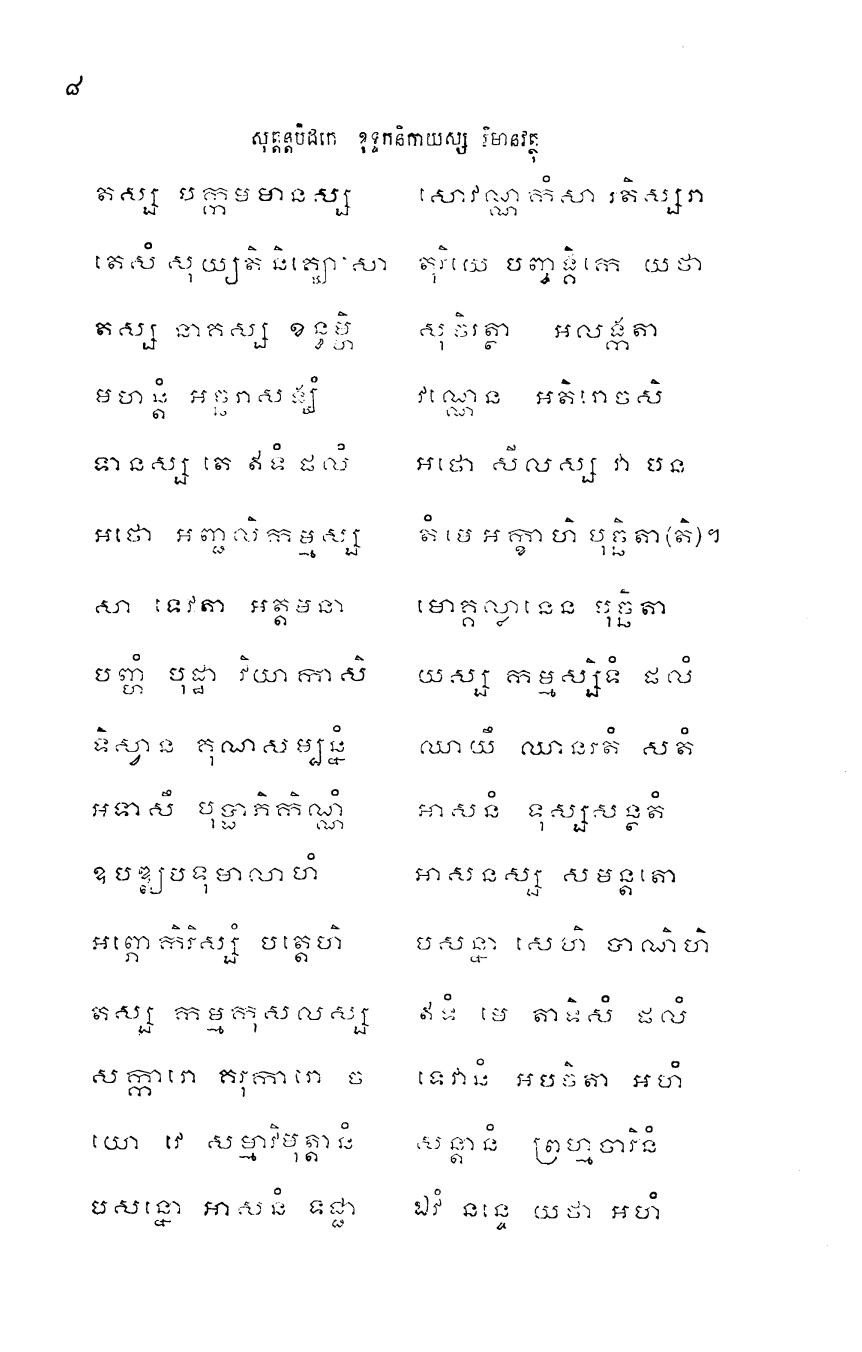 ៨
សុត្តន្តបិដកេ ខុទ្ទកនិកាយស្ស វិមានវត្ថុ
តស្ស បក្កមមានស្ស សោវណ្ណកំសា រតិស្សរា
តេសំ សុយ្យតិ និគ្ឃោសោ តុរិយេ បញ្ចង្គិកេ យថា
តស្ស នាគស្ស ខន្ធម្ហិ សុចិវត្ថា អលង្កតា
មហន្តំ អច្ឆរាសង្ឃំ វណ្ណេន អតិរោចសិ
ទានស្ស តេ ឥទំ ផលំ អថោ សីលស្ស វា បន
អថោ អញ្ជលិកម្មស្ស តំ មេ អក្ខាហិ បុច្ឆិតា(តិ)។
សា ទេវតា អត្តមនា មោគ្គល្លានេន បុច្ឆិតា
បញ្ហំ បុដ្ឋា វិយាកាសិ យស្ស កម្មស្សិទំ ផលំ
ទិស្វាន គុណសម្បន្នំ ឈាយឹ ឈានរតំ សតំ
អទាសឹ បុប្ផាភិកិណ្ណំ អាសនំ ទុស្សសន្ថតំ
ឧបឌ្ឍបទុមាលាហំ អាសនស្ស សមន្តតោ
អព្ភោកិរិស្សំ បត្តេហិ បសន្នា សេហិ បាណិហិ
តស្ស កម្មកុសលស្ស ឥទំ មេ តាទិសំ ផលំ
សក្ការោ គរុការោ ច ទេវានំ អបចិតា អហំ
យោ វេ សម្មាវិមុត្តានំ សន្តានំ ព្រហ្មចារិនំ
បសន្នោ អាសនំ ទជ្ជា ឯវំ នន្ទេ យថា អហំ